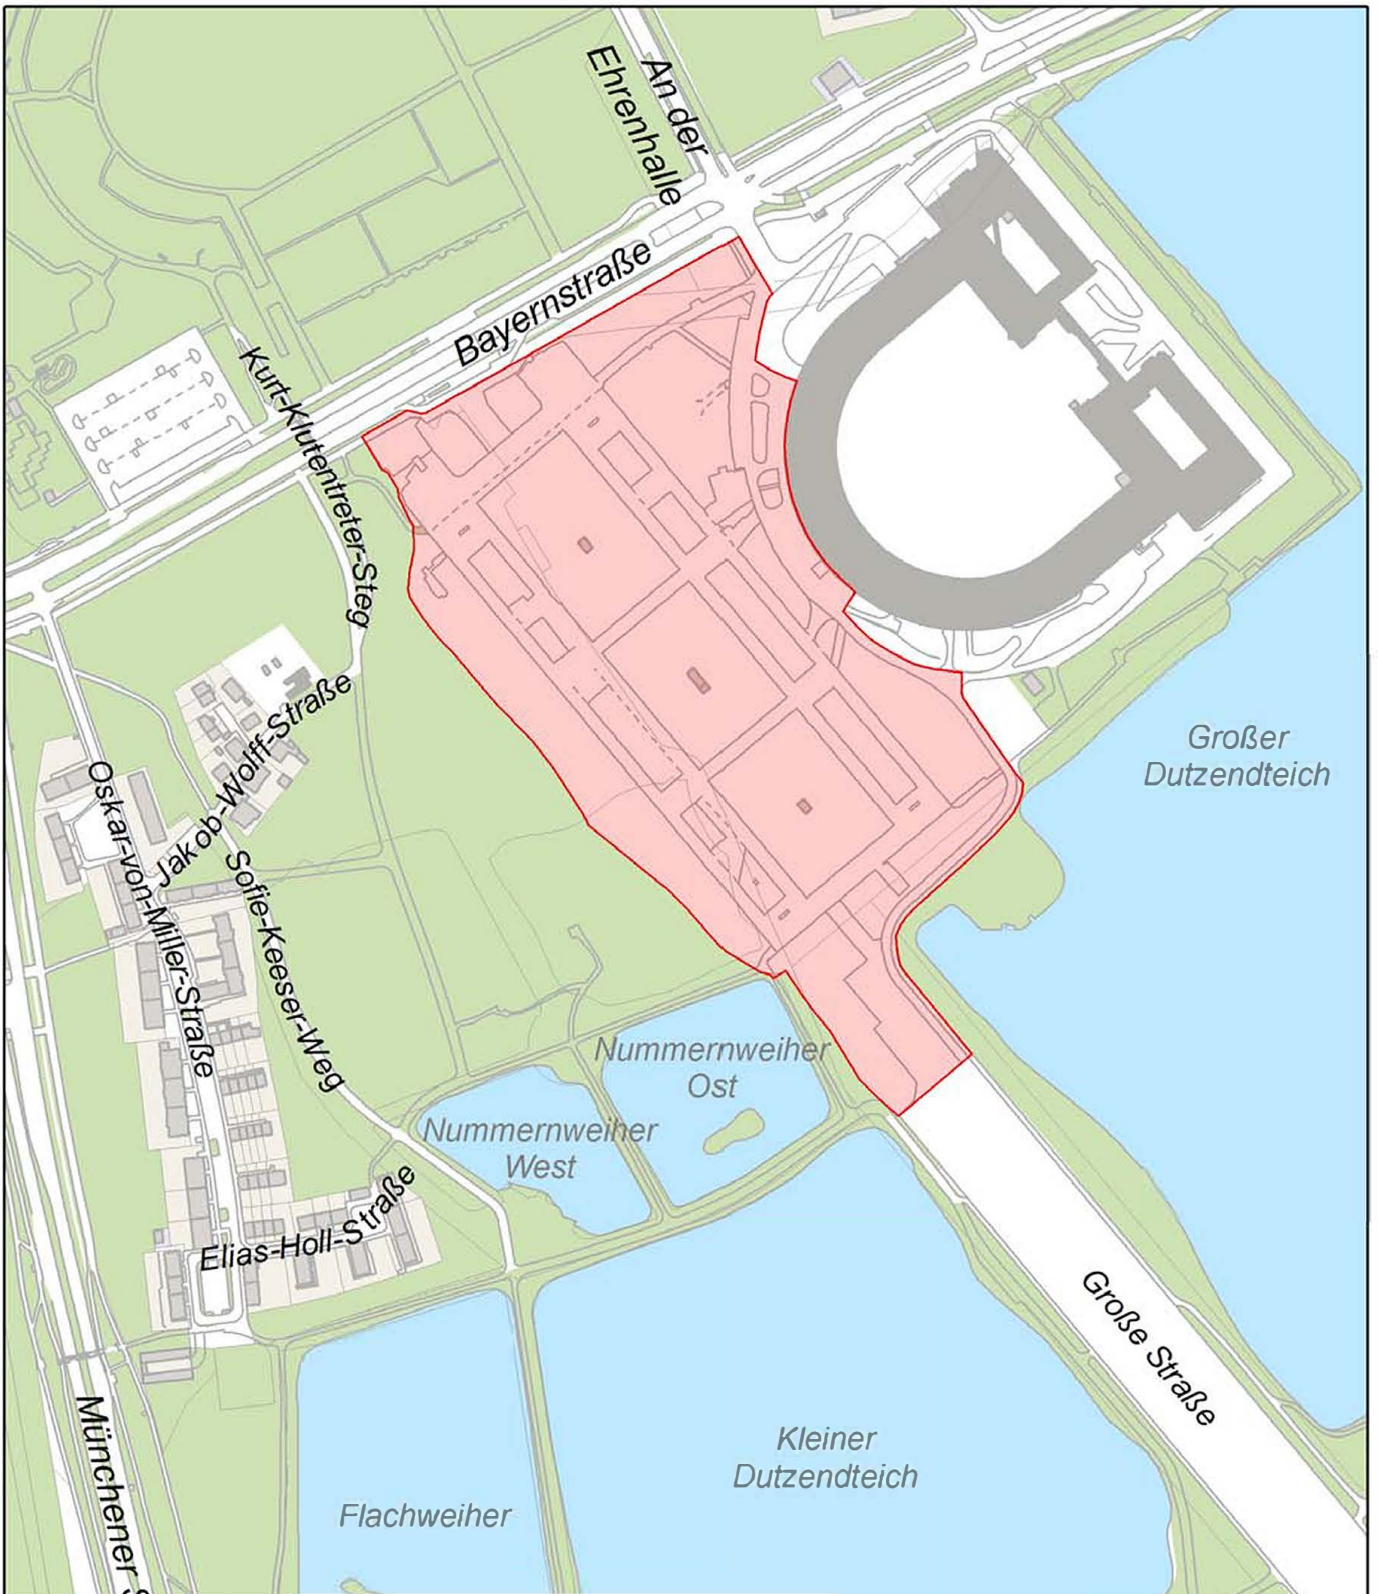 An der
Ehrenhalle
Bayernstraße
Kurt-Klutentreter-Steg
Großer
Dutzendteich
Jakob-Wolff-Straße
Oskar-von-Miller-Straße
Sofie-Keeser-Weg
Nummernweiher
Ost
Nummernweiher
West
Elias-Holl-Straße
Große Straße
Münchener S
Kleiner
Dutzendteich
Flachweiher